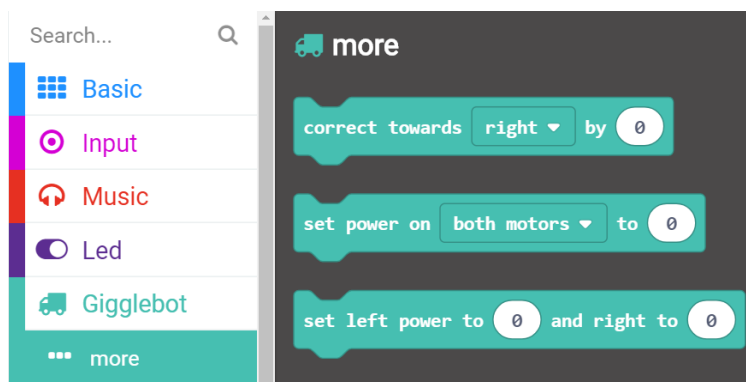 Search...
Basic
Input
Music
Led
Gigglebot
more
more
correct towards right by 0
set power on both motors to 0
set left power to 0 and right to 0